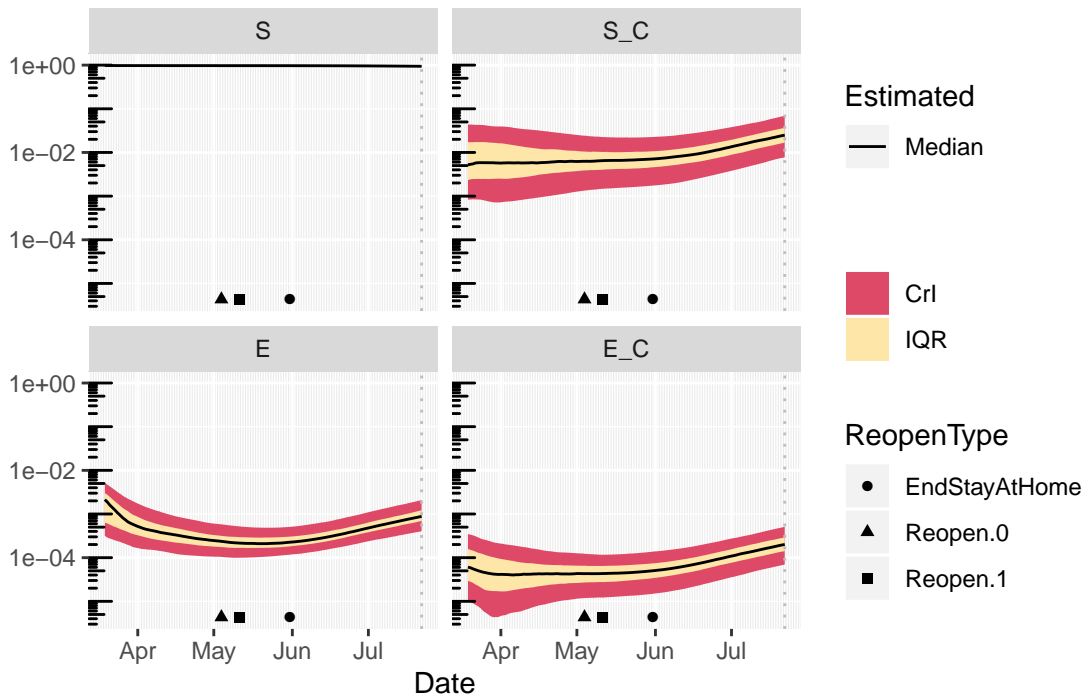 S
S_C
1e+00
1e−02
1e−04
E
E_C
1e+00
1e−02
1e−04
Apr
May
Jun
Jul
Apr
May
Jun
Jul
Date
Estimated
Median
CrI
IQR
ReopenType
EndStayAtHome
Reopen.0
Reopen.1